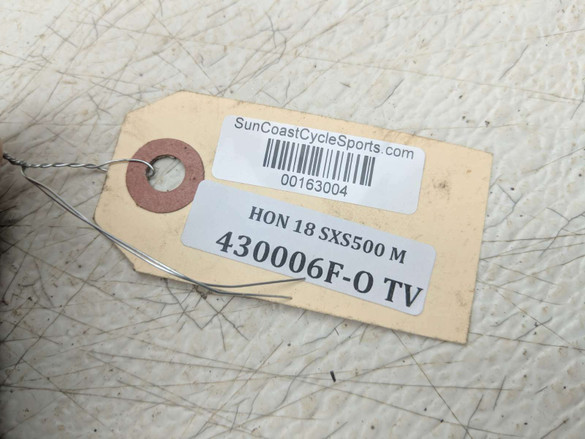 SunCoastCycleSports.com
00163004
HON 18 SXS500 M
430006F-O TV